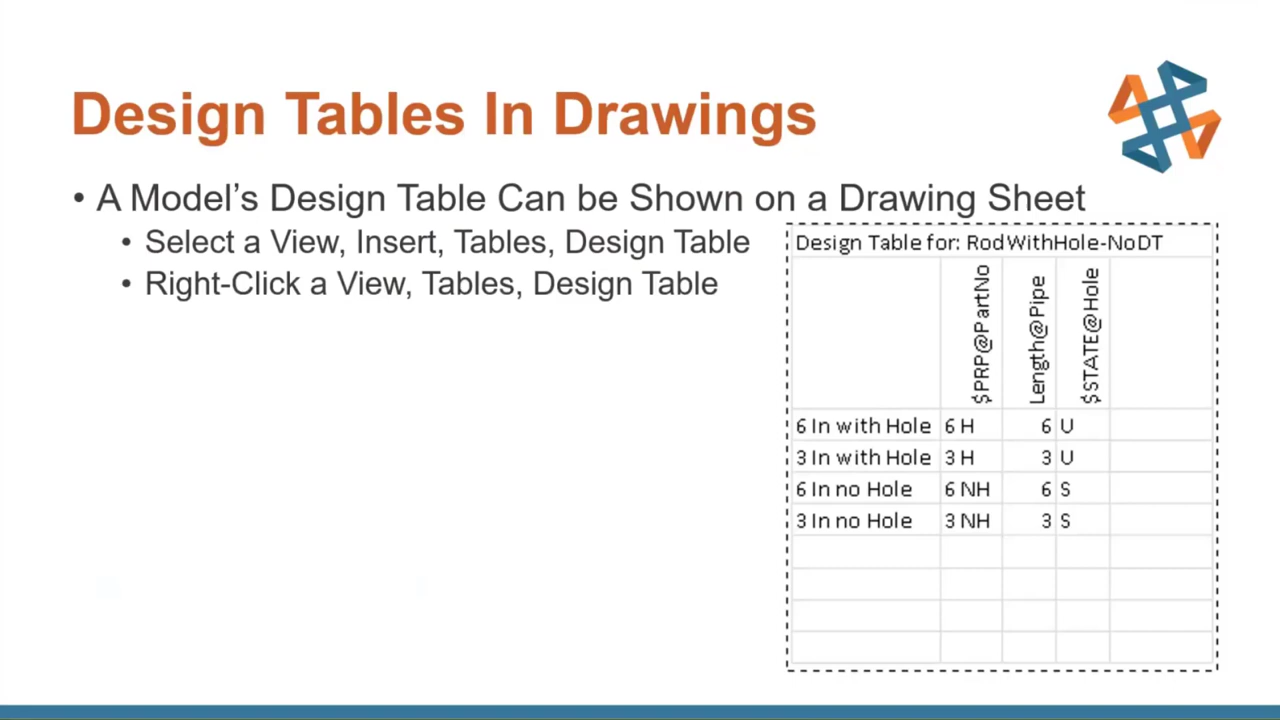 Design Tables In Drawings
• A Model’s Design Table Can be Shown on a Drawing Sheet
• Select a View, Insert, Tables, Design Table
• Right-Click a View, Tables, Design Table
Design Table for: RodWithHole-NoDT
$PRP@PartNo Length@Pipe $STATE@Hole
6 In with Hole 6 H 6 U
3 In with Hole 3 H 3 U
6 In no Hole 6 NH 6 S
3 In no Hole 3 NH 3 S